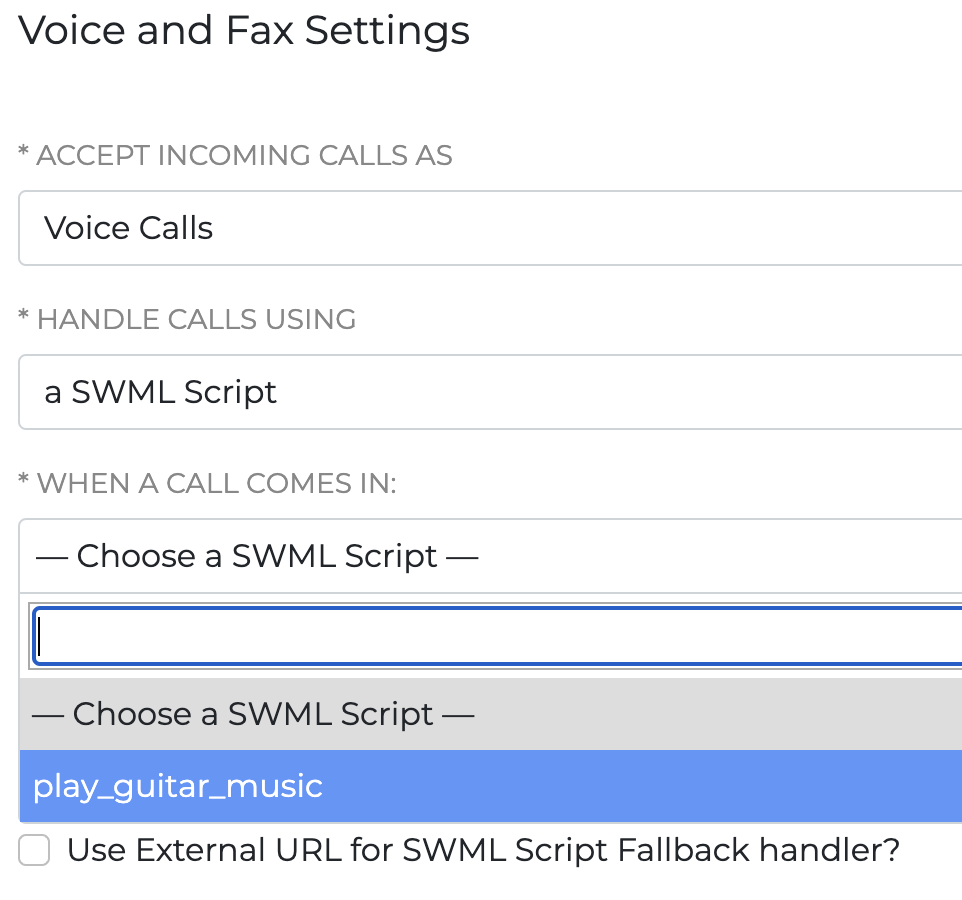 Voice and Fax Settings
* ACCEPT INCOMING CALLS AS
Voice Calls
* HANDLE CALLS USING
a SWML Script
* WHEN A CALL COMES IN:
— Choose a SWML Script —
— Choose a SWML Script —
play_guitar_music
Use External URL for SWML Script Fallback handler?